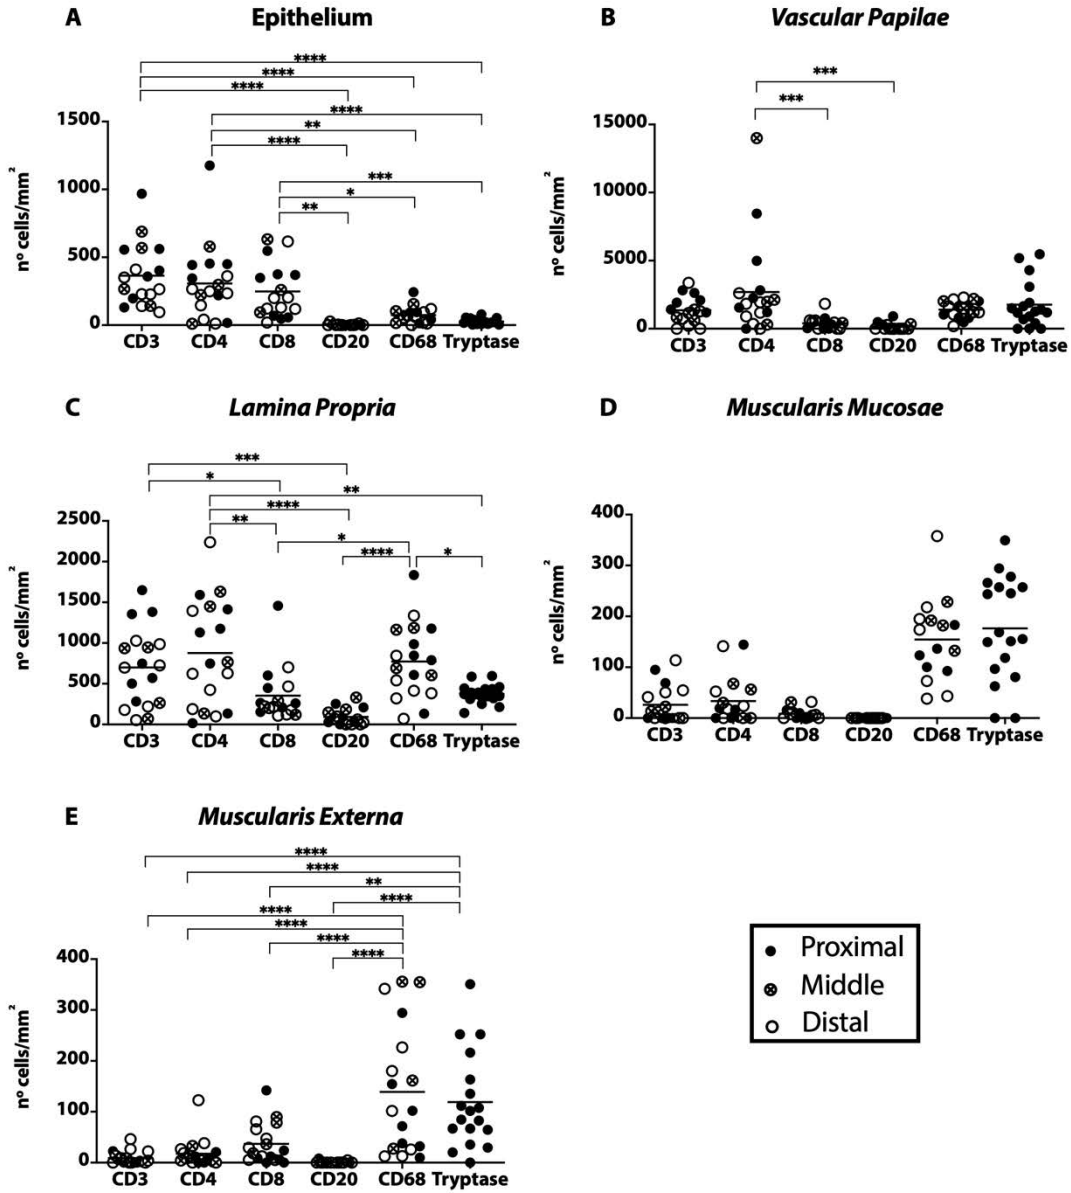 A Epithelium
****
****
****
****
**
****
***
*
**
nº cells/mm²
1500
1000
500
0
CD3 CD4 CD8 CD20 CD68 Tryptase
B Vascular Papilae
***
***
nº cells/mm²
15000
10000
5000
0
CD3 CD4 CD8 CD20 CD68 Tryptase
C Lamina Propria
***
*
**
****
**
*
****
*
nº cells/mm²
2500
2000
1500
1000
500
0
CD3 CD4 CD8 CD20 CD68 Tryptase
D Muscularis Mucosae
nº cells/mm²
400
300
200
100
0
CD3 CD4 CD8 CD20 CD68 Tryptase
E Muscularis Externa
****
****
**
****
****
****
****
****
nº cells/mm²
400
300
200
100
0
CD3 CD4 CD8 CD20 CD68 Tryptase
Proximal
Middle
Distal